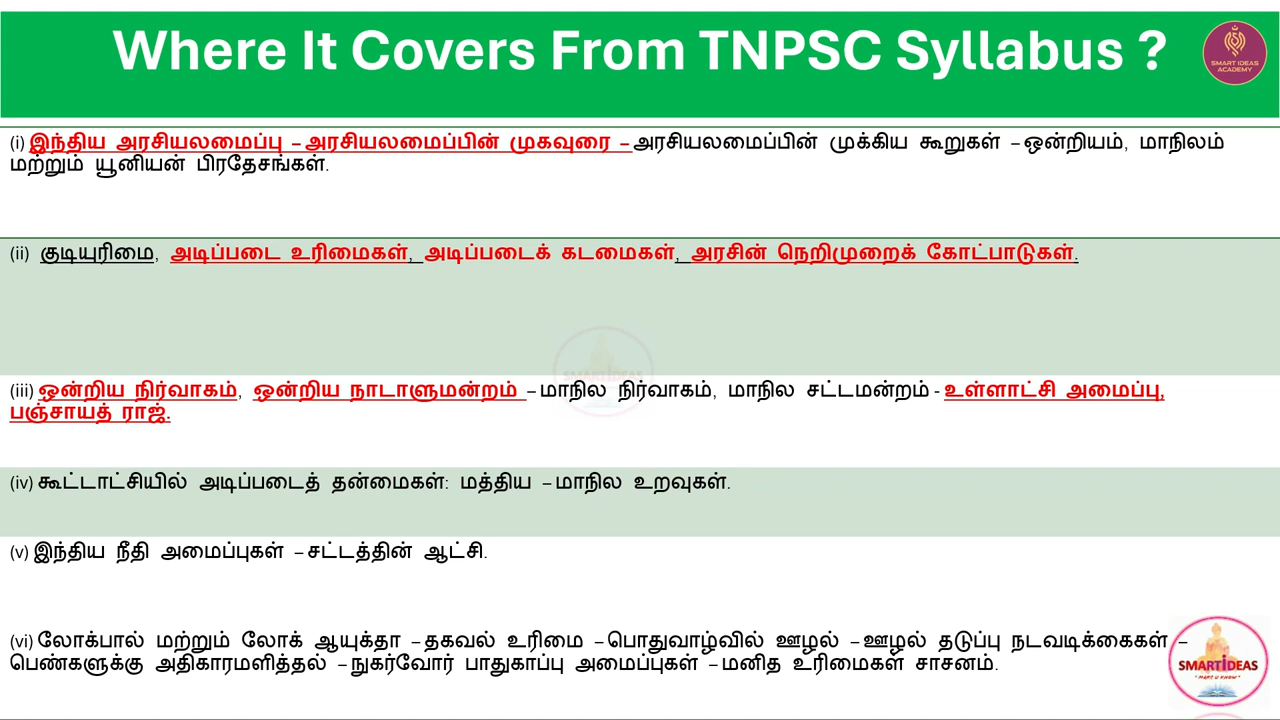 Where It Covers From TNPSC Syllabus ?
SMART IDEAS
ACADEMY
(i) இந்திய அரசியலமைப்பு – அரசியலமைப்பின் முகவுரை – அரசியலமைப்பின் முக்கிய கூறுகள் – ஒன்றியம், மாநிலம்
மற்றும் யூனியன் பிரதேசங்கள்.
(ii) குடியுரிமை, அடிப்படை உரிமைகள், அடிப்படைக் கடமைகள், அரசின் நெறிமுறைக் கோட்பாடுகள்.
SMARTIDEAS
(iii) ஒன்றிய நிர்வாகம், ஒன்றிய நாடாளுமன்றம் – மாநில நிர்வாகம், மாநில சட்டமன்றம் - உள்ளாட்சி அமைப்பு,
பஞ்சாயத் ராஜ்.
(iv) கூட்டாட்சியில் அடிப்படைத் தன்மைகள்: மத்திய – மாநில உறவுகள்.
(v) இந்திய நீதி அமைப்புகள் – சட்டத்தின் ஆட்சி.
(vi) லோக்பால் மற்றும் லோக் ஆயுக்தா – தகவல் உரிமை – பொதுவாழ்வில் ஊழல் – ஊழல் தடுப்பு நடவடிக்கைகள் –
பெண்களுக்கு அதிகாரமளித்தல் – நுகர்வோர் பாதுகாப்பு அமைப்புகள் – மனித உரிமைகள் சாசனம்.
SMARTIDEAS
" MAKE U KNOW "